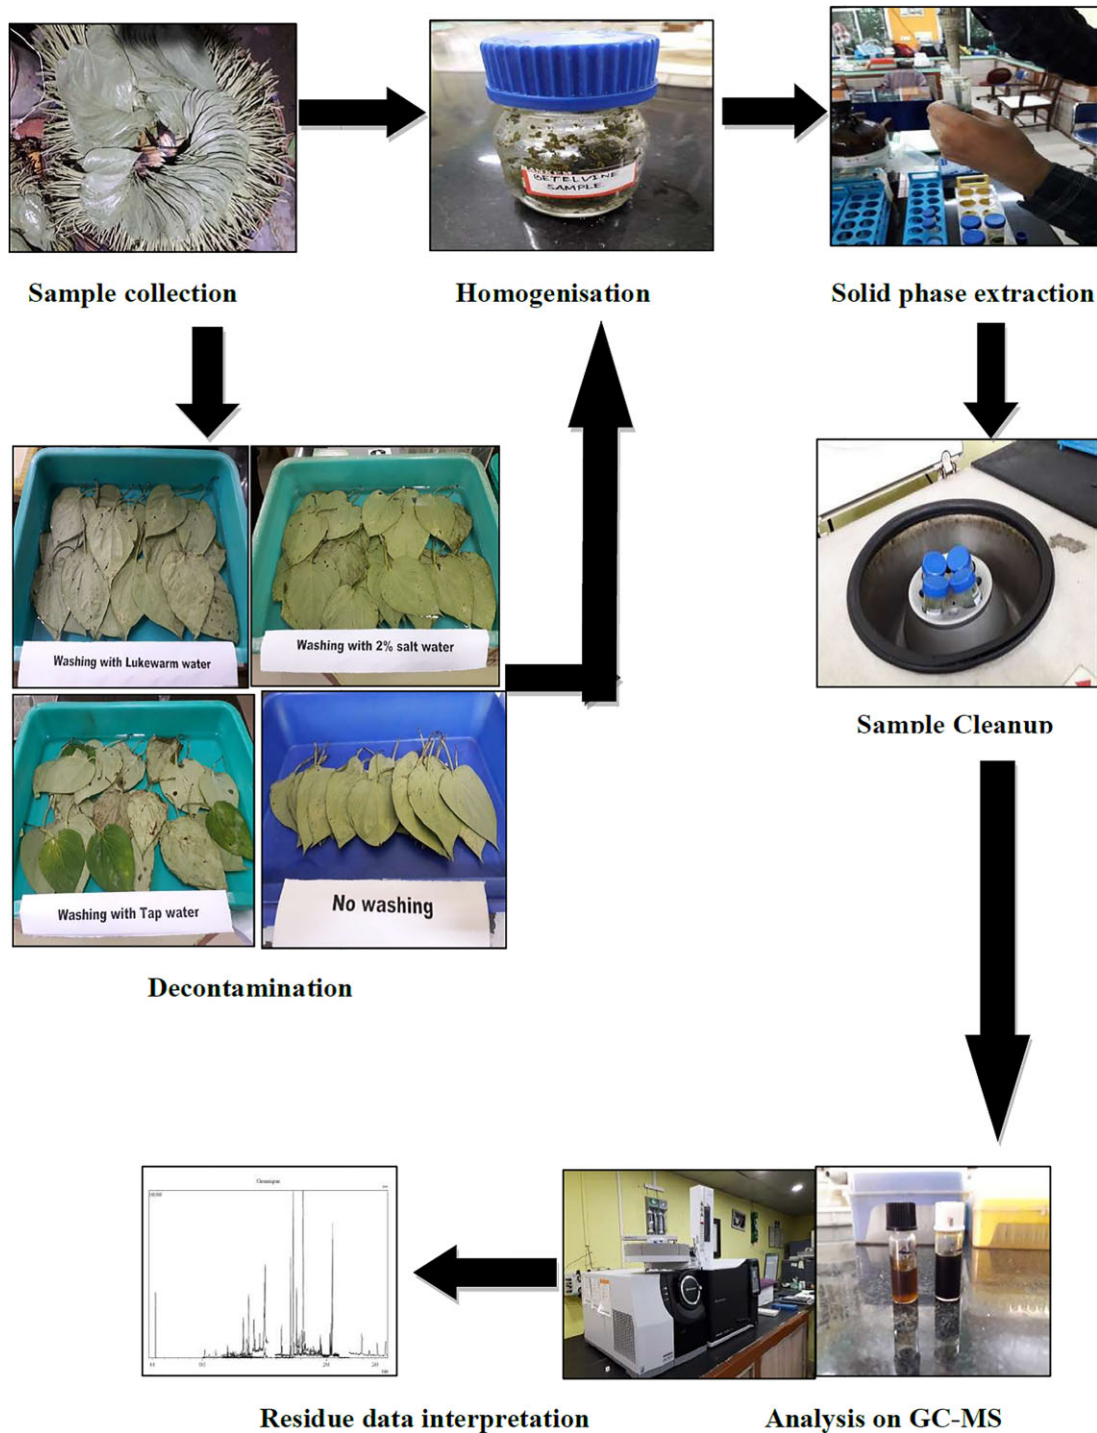 Sample collection
Homogenisation
Solid phase extraction
BETELVINE
SAMPLE
Washing with Lukewarm water
Washing with 2% salt water
Washing with Tap water
No washing
Decontamination
Sample Cleanup
Residue data interpretation
Analysis on GC-MS